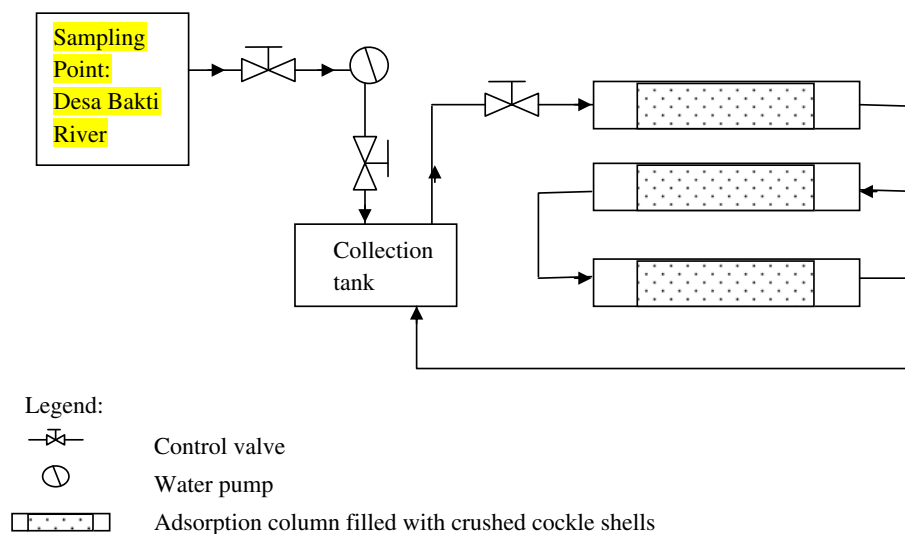 Sampling
Point:
Desa Bakti
River
Collection
tank
Legend:
Control valve
Water pump
Adsorption column filled with crushed cockle shells